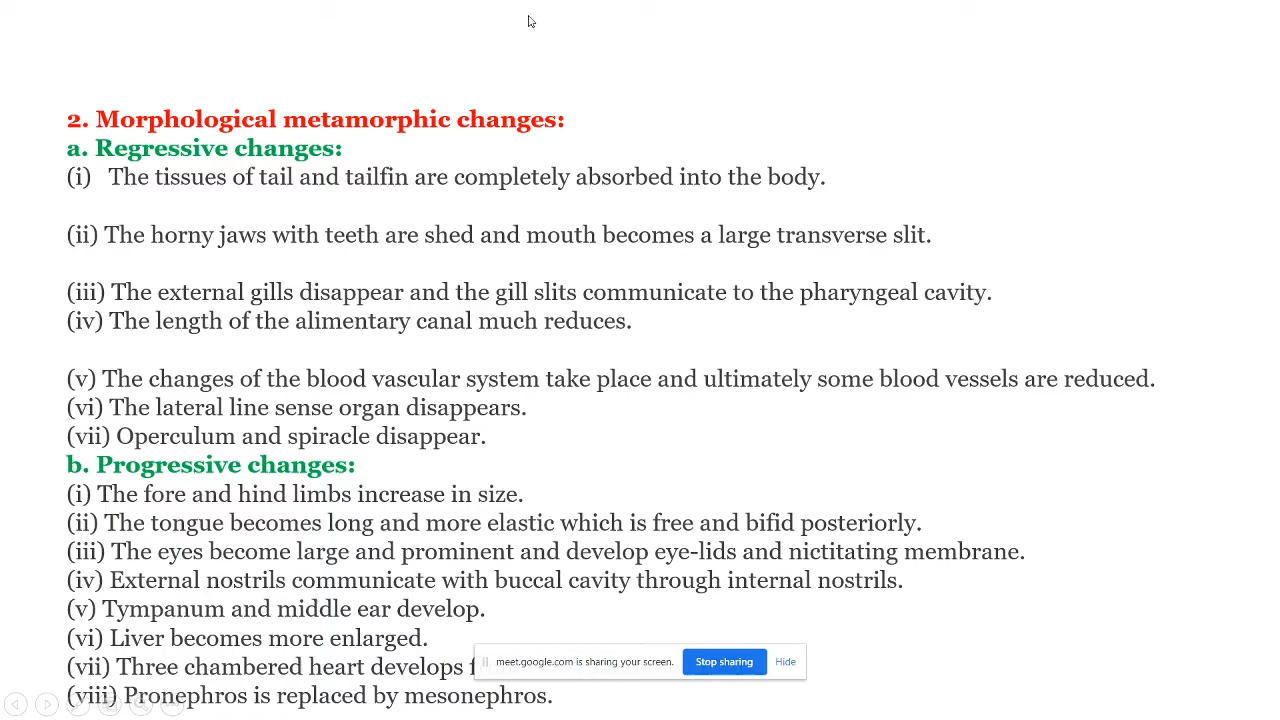 2. Morphological metamorphic changes:
a. Regressive changes:
(i) The tissues of tail and tailfin are completely absorbed into the body.
(ii) The horny jaws with teeth are shed and mouth becomes a large transverse slit.
(iii) The external gills disappear and the gill slits communicate to the pharyngeal cavity.
(iv) The length of the alimentary canal much reduces.
(v) The changes of the blood vascular system take place and ultimately some blood vessels are reduced.
(vi) The lateral line sense organ disappears.
(vii) Operculum and spiracle disappear.
b. Progressive changes:
(i) The fore and hind limbs increase in size.
(ii) The tongue becomes long and more elastic which is free and bifid posteriorly.
(iii) The eyes become large and prominent and develop eye-lids and nictitating membrane.
(iv) External nostrils communicate with buccal cavity through internal nostrils.
(v) Tympanum and middle ear develop.
(vi) Liver becomes more enlarged.
meet.google.com is sharing your screen. Stop sharing Hide
(vii) Three chambered heart develops
(viii) Pronephros is replaced by mesonephros.